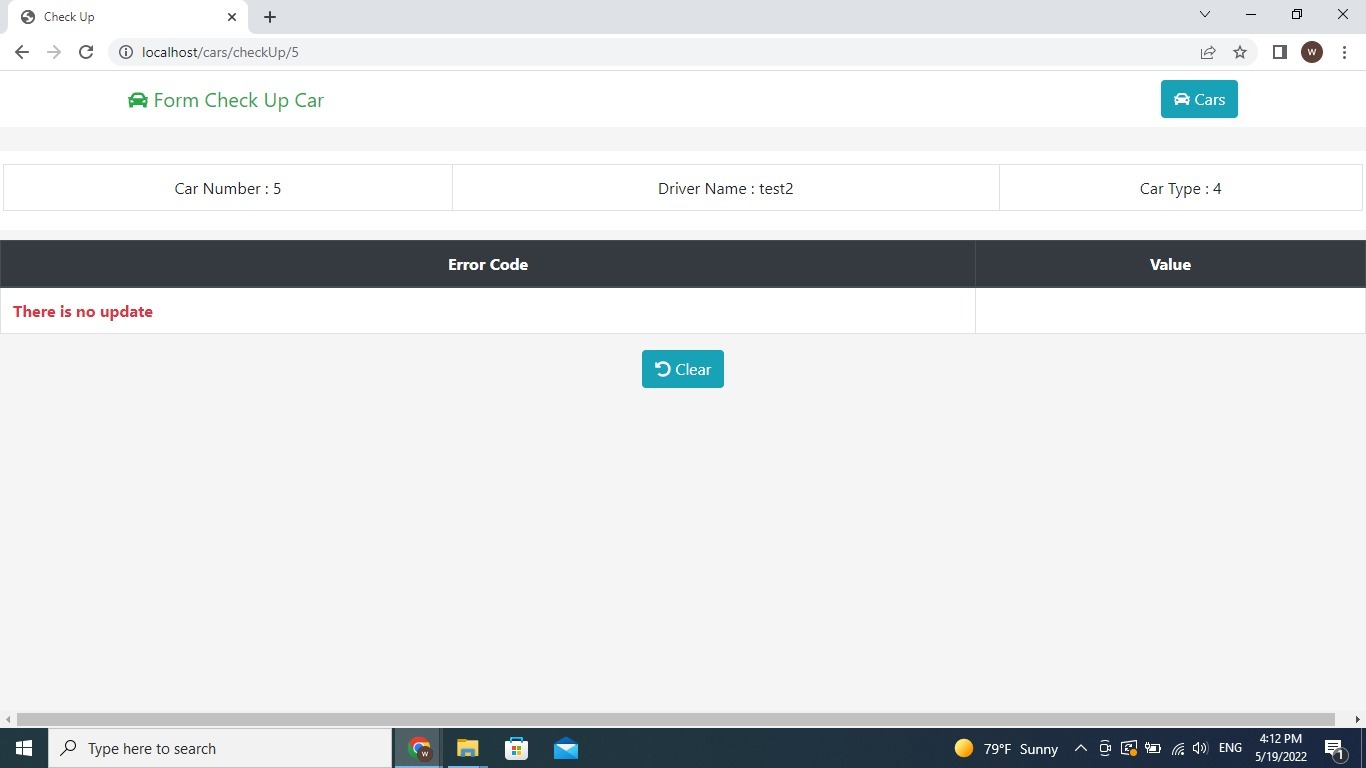 Check Up
localhost/cars/checkUp/5
W
Form Check Up Car
Cars
Car Number : 5
Driver Name : test2
Car Type : 4
Error Code
Value
There is no update
Clear
Type here to search
W
79°F Sunny
ENG
4:12 PM
5/19/2022
1